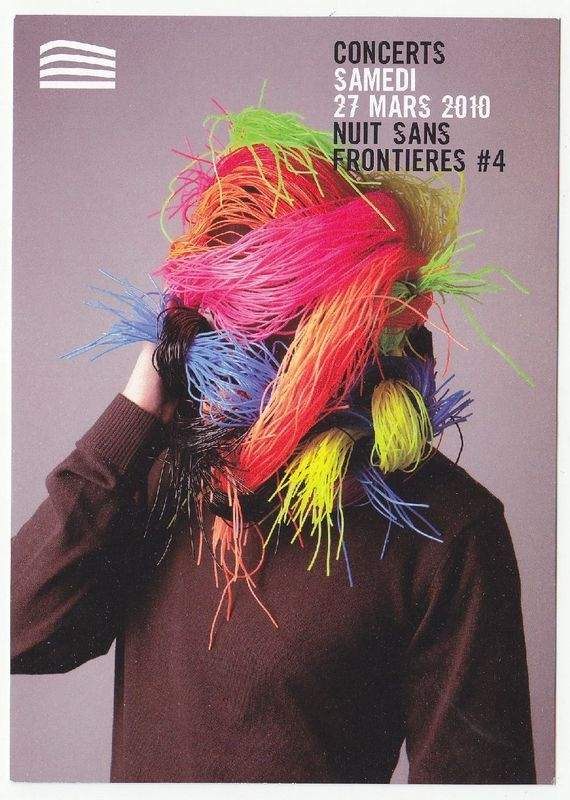 CONCERTS
SAMEDI
27 MARS 2010
NUIT SANS
FRONTIERES #4